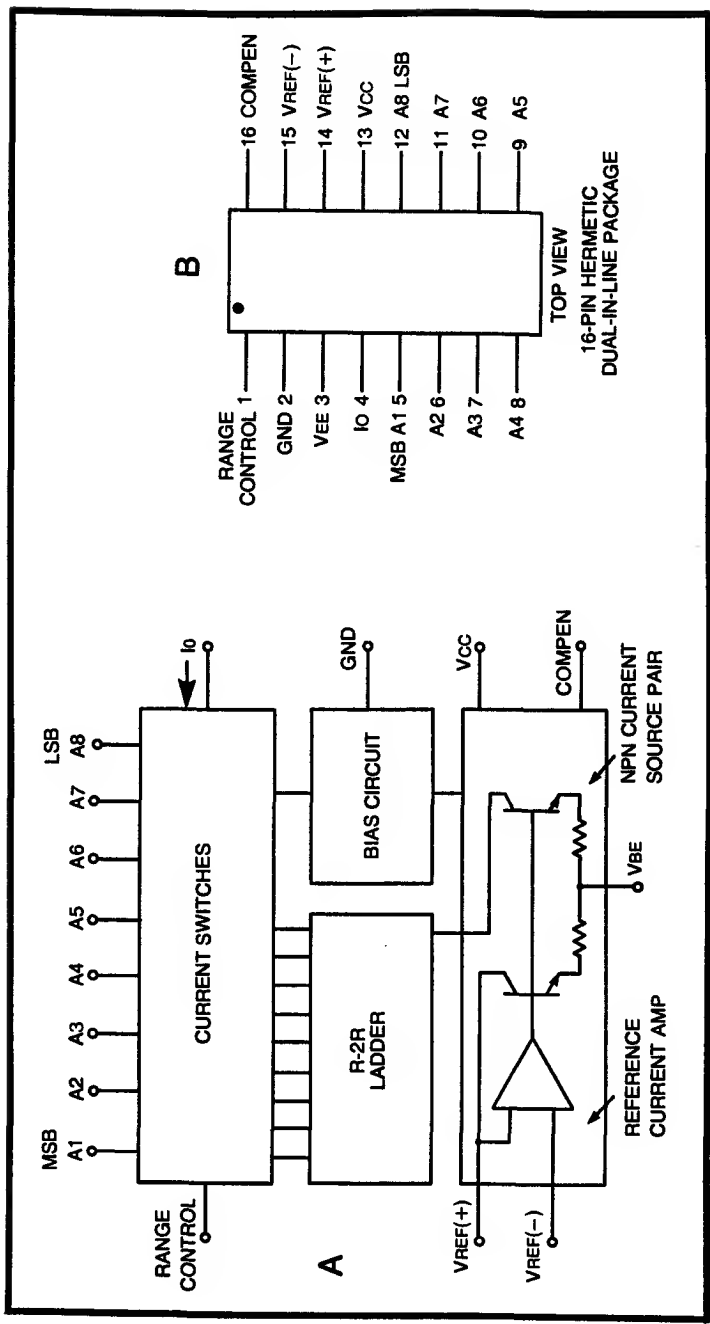 A
MSB
LSB
A1 A2 A3 A4 A5 A6 A7 A8
RANGE
CONTROL
CURRENT SWITCHES
IO
R-2R
LADDER
BIAS CIRCUIT
GND
VREF(+)
VREF(−)
VCC
COMPEN
REFERENCE
CURRENT AMP
VBE
NPN CURRENT
SOURCE PAIR
B
RANGE
CONTROL 1
GND 2
VEE 3
IO 4
MSB A1 5
A2 6
A3 7
A4 8
16 COMPEN
15 VREF(−)
14 VREF(+)
13 VCC
12 A8 LSB
11 A7
10 A6
9 A5
TOP VIEW
16-PIN HERMETIC
DUAL-IN-LINE PACKAGE